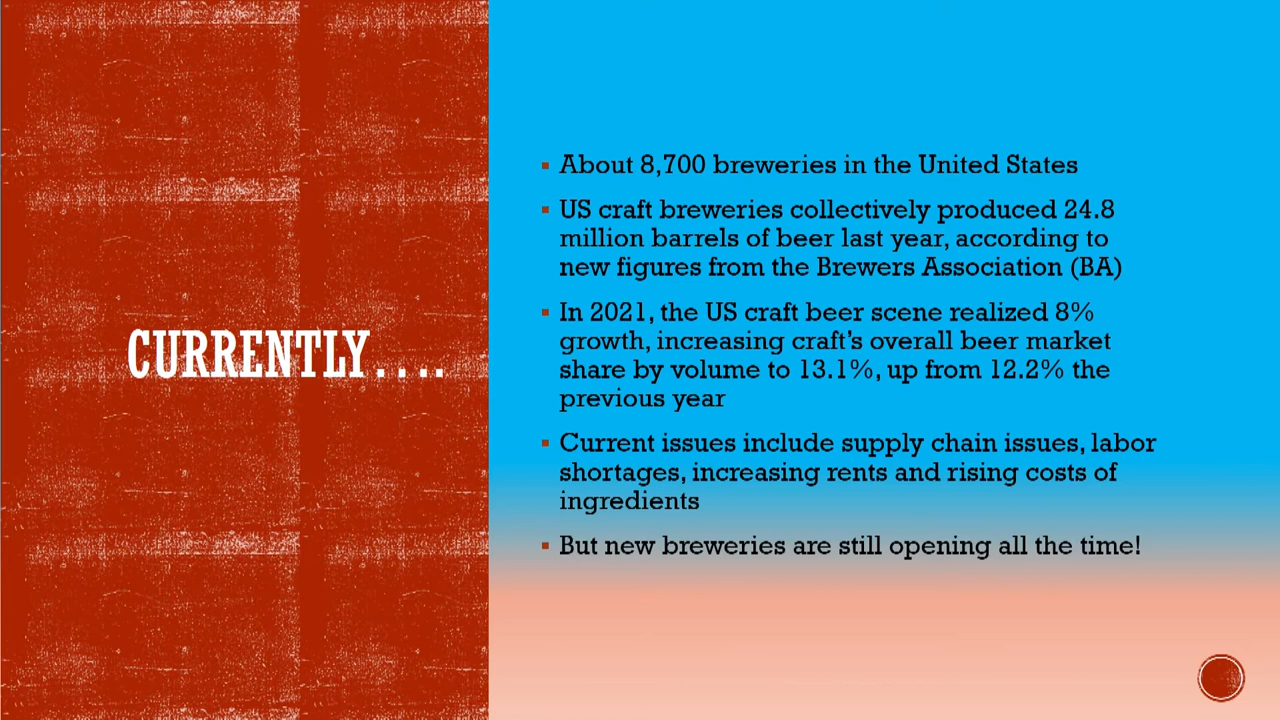 CURRENTLY....
About 8,700 breweries in the United States
US craft breweries collectively produced 24.8
million barrels of beer last year, according to
new figures from the Brewers Association (BA)
In 2021, the US craft beer scene realized 8%
growth, increasing craft’s overall beer market
share by volume to 13.1%, up from 12.2% the
previous year
Current issues include supply chain issues, labor
shortages, increasing rents and rising costs of
ingredients
But new breweries are still opening all the time!